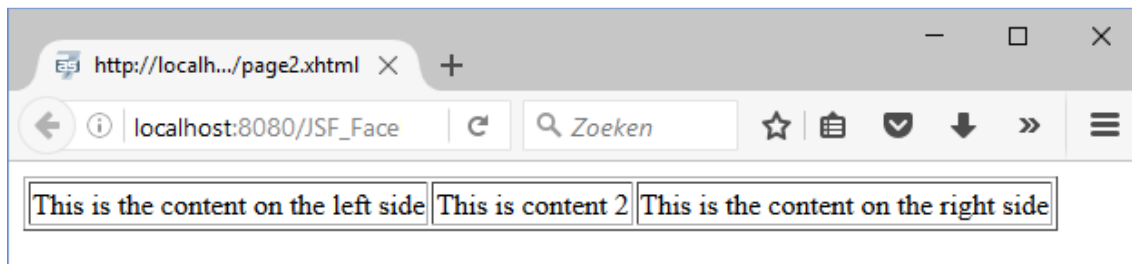 http://localh.../page2.xhtml
localhost:8080/JSF_Face
Zoeken
This is the content on the left side This is content 2 This is the content on the right side